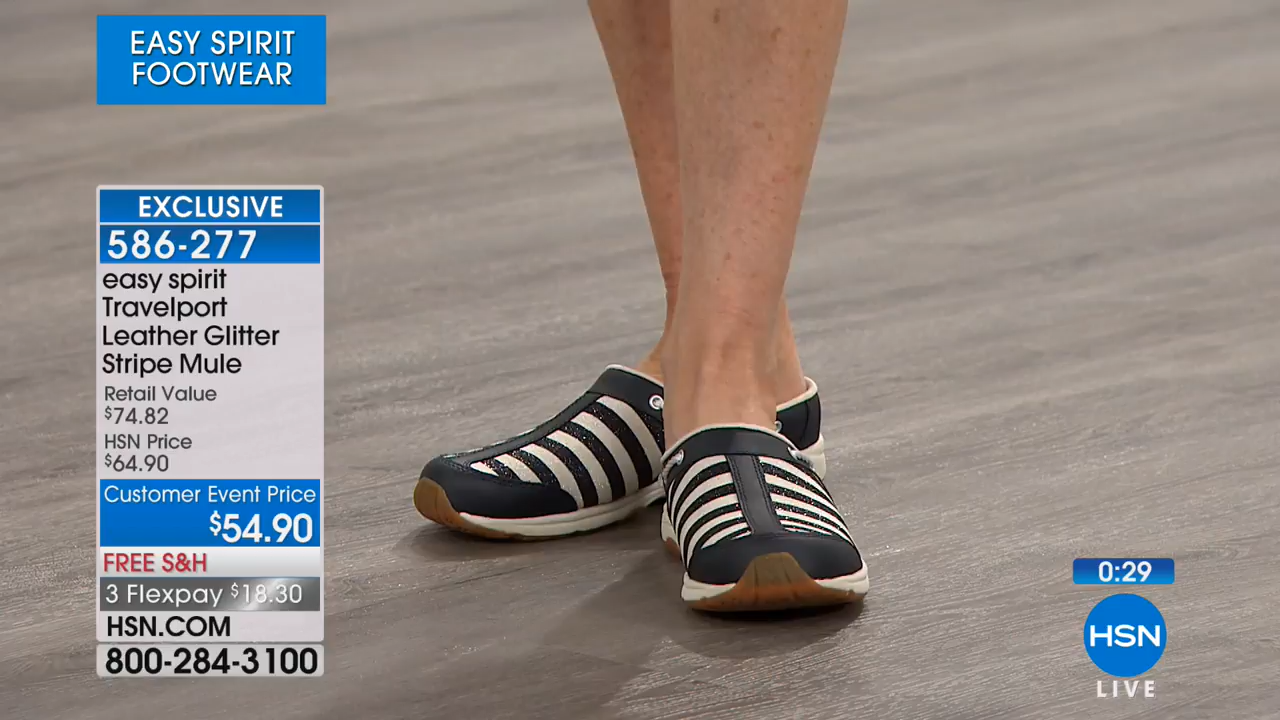 EASY SPIRIT
FOOTWEAR
EXCLUSIVE
586-277
easy spirit
Travelport
Leather Glitter
Stripe Mule
Retail Value
$74.82
HSN Price
$64.90
Customer Event Price
$54.90
FREE S&H
3 Flexpay $18.30
HSN.COM
800-284-3100
0:29
HSN
LIVE